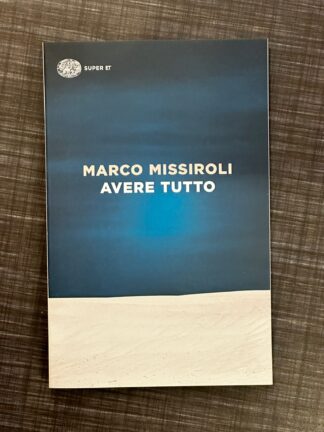 SUPER ET
MARCO MISSIROLI
AVERE TUTTO